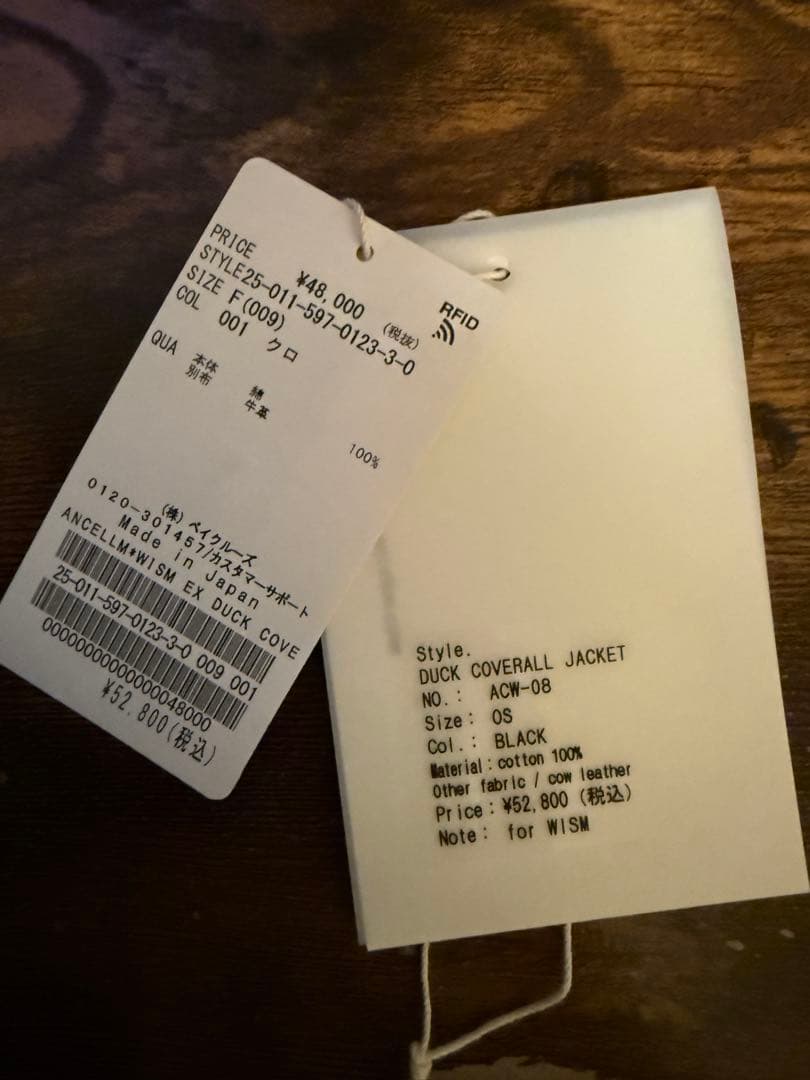 PRICE ¥48,000 (税抜)
STYLE25-011-597-0123-3-0
SIZE F(009)
COL 001 クロ
QUA 本体 綿 100%
別布 牛革
(株) ベイクルーズ
0120-301457/カスタマーサポート
Made in Japan
ANCELLM*WISM EX DUCK COVE
25-011-597-0123-3-0 009 001
0000000000000048000
¥52,800(税込)
RFID
Style.
DUCK COVERALL JACKET
NO.: ACW-08
Size: OS
Col.: BLACK
Material:cotton 100%
Other fabric / cow leather
Price:¥52,800 (税込)
Note: for WISM